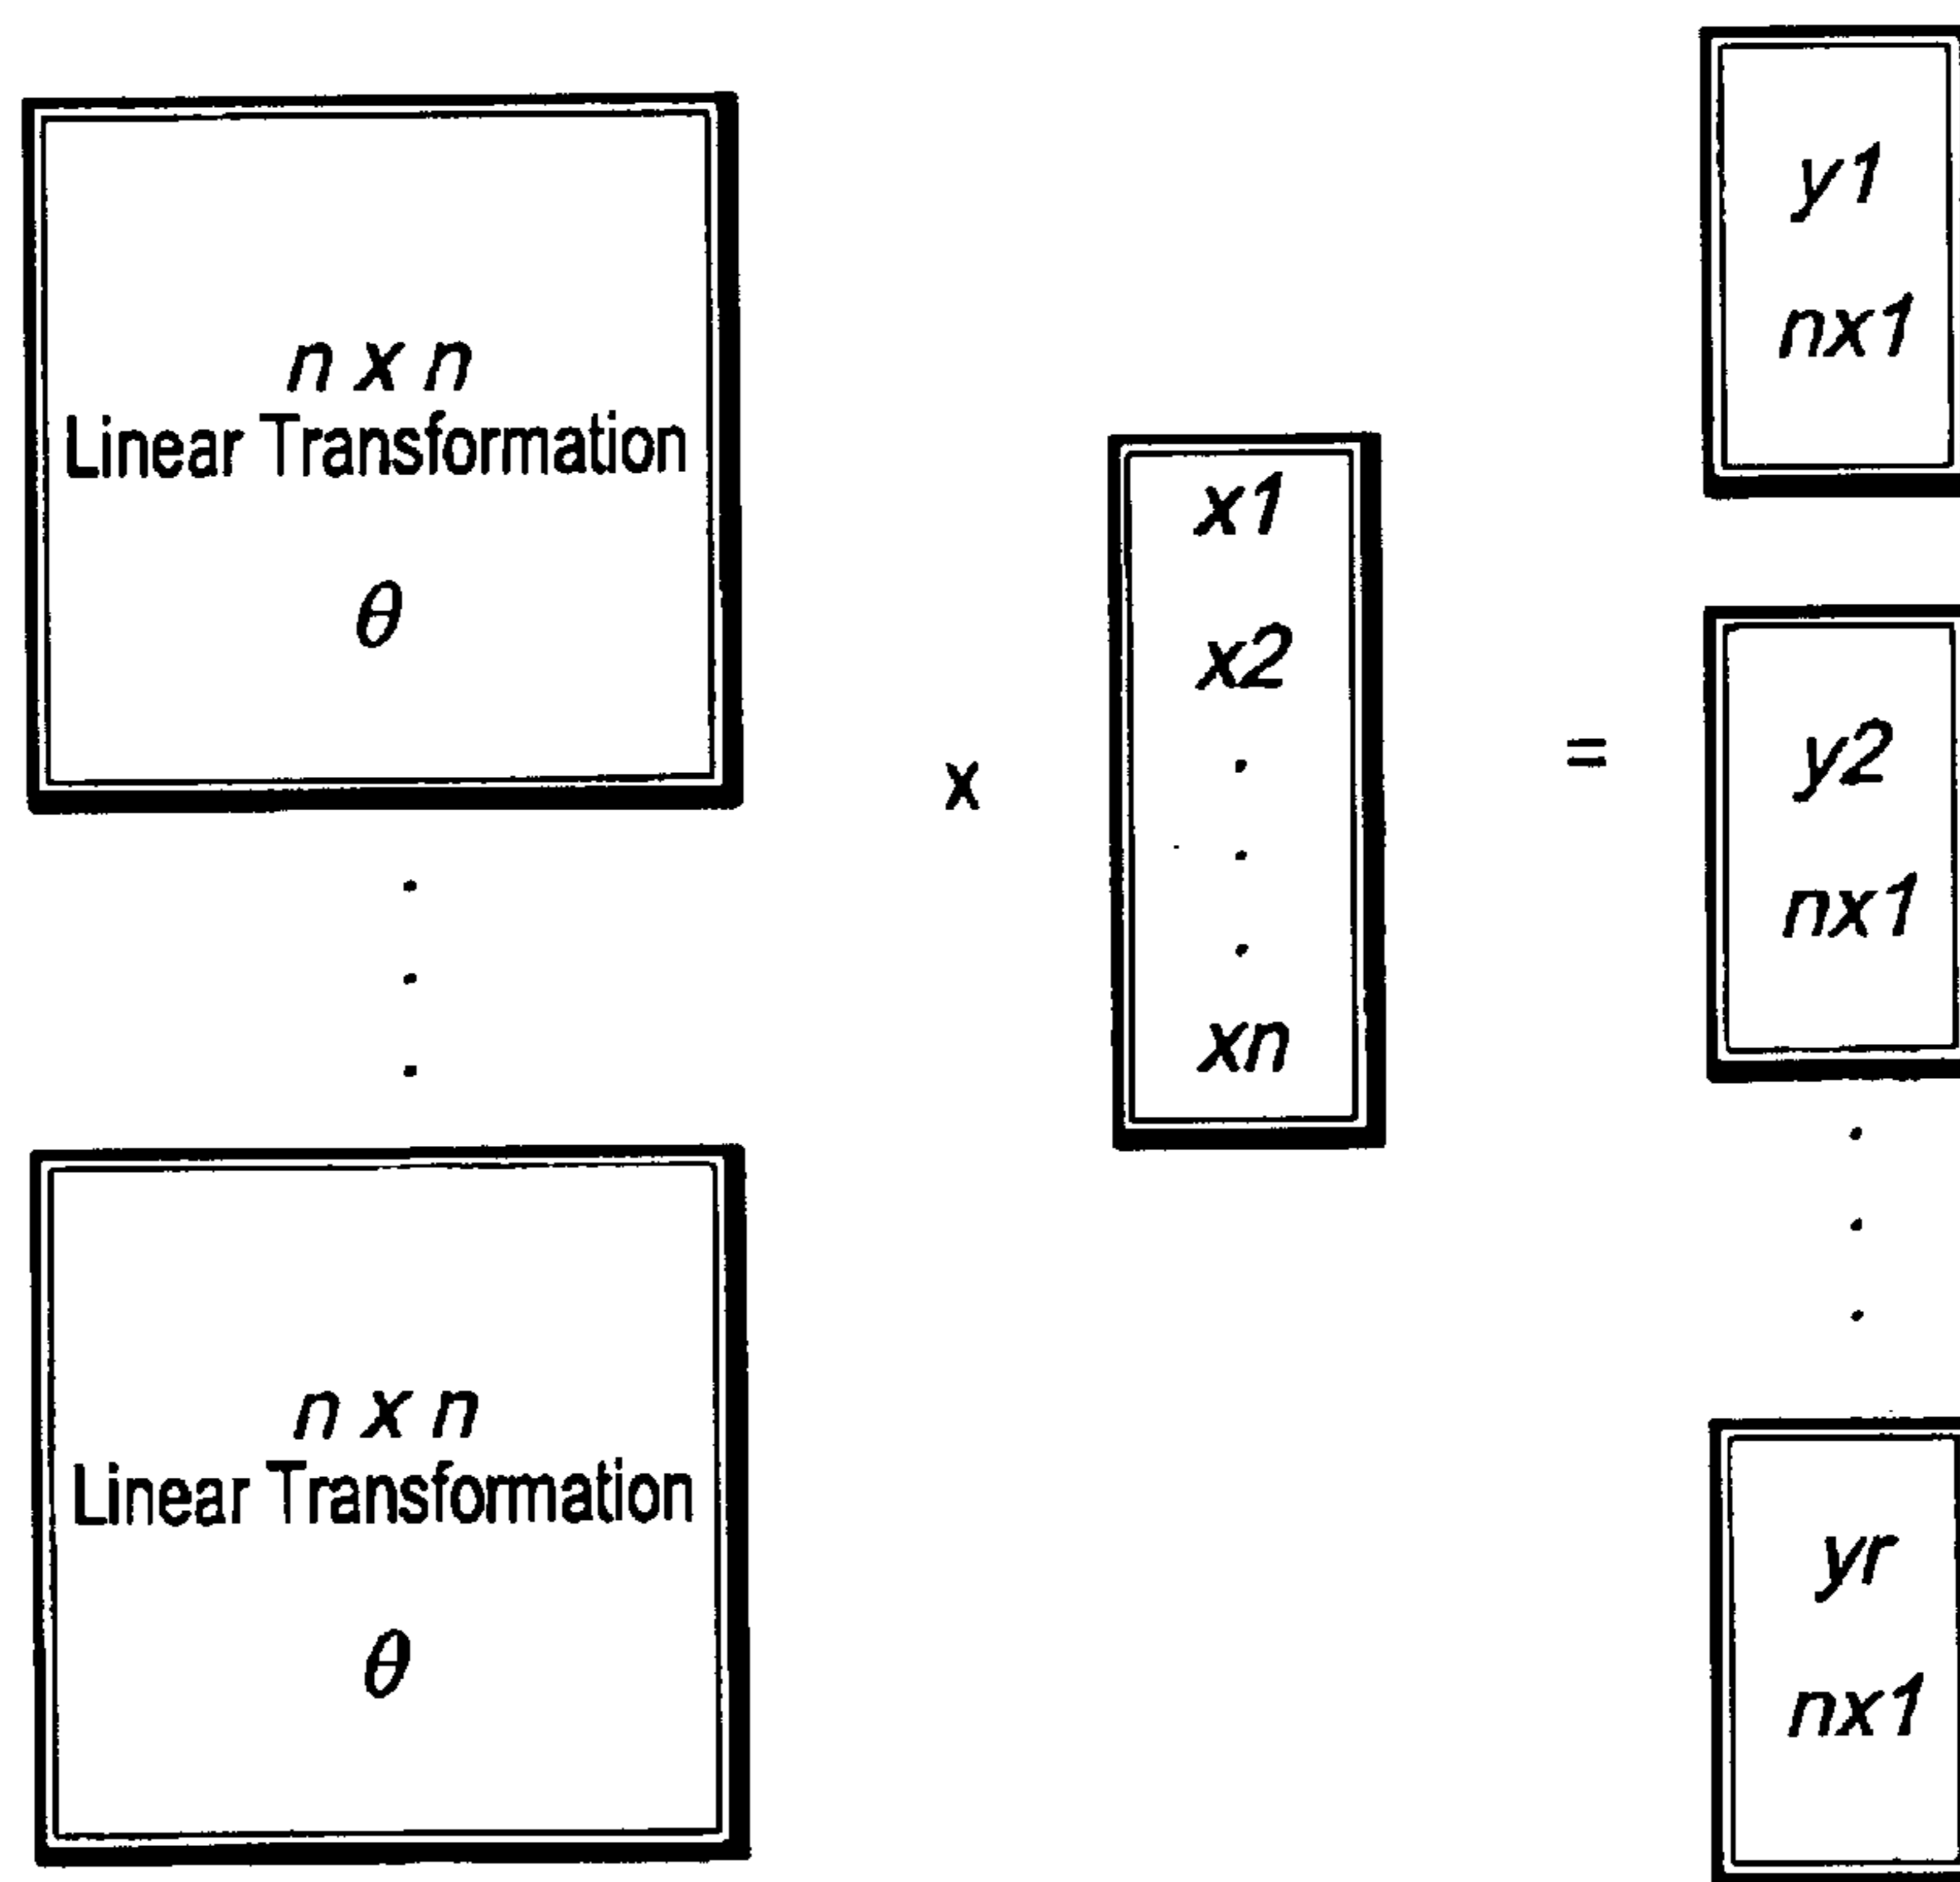 n x n
Linear Transformation
θ
.
.
.
n x n
Linear Transformation
θ
x
x1
x2
.
.
.
xn
=
y1
nx1
y2
nx1
.
.
.
yr
nx1